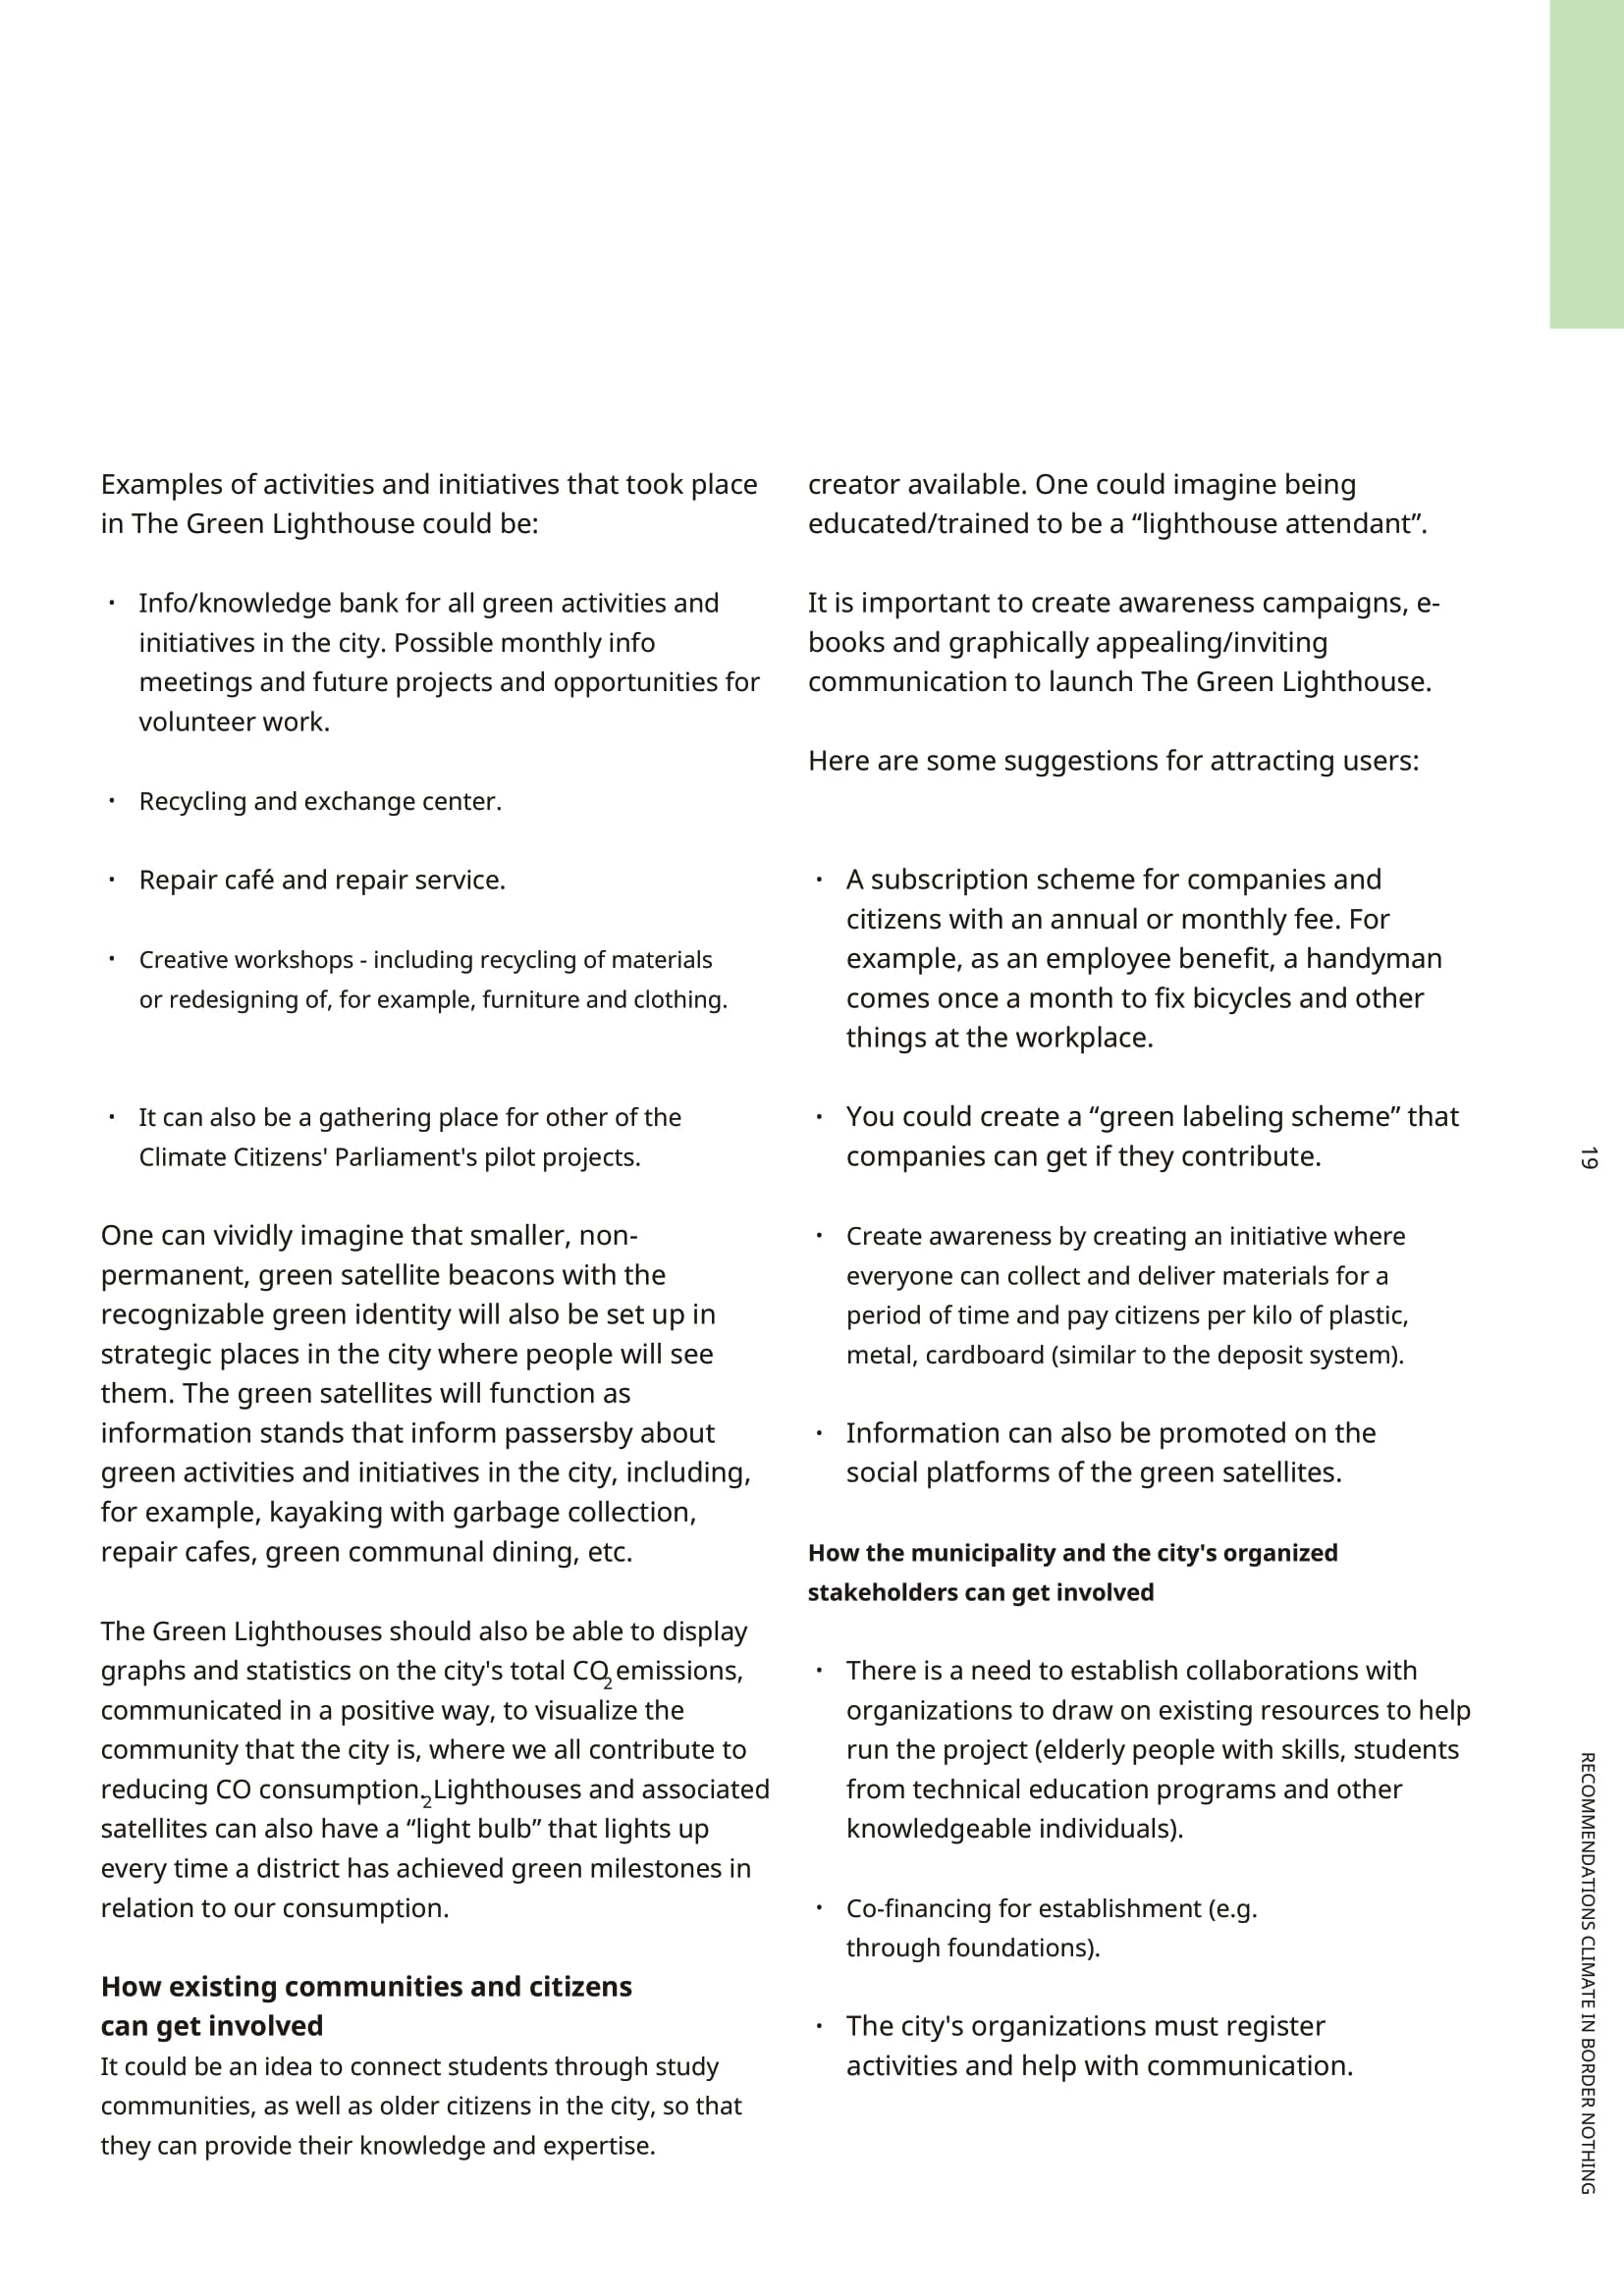 Examples of activities and initiatives that took place
in The Green Lighthouse could be:
• Info/knowledge bank for all green activities and
initiatives in the city. Possible monthly info
meetings and future projects and opportunities for
volunteer work.
• Recycling and exchange center.
• Repair café and repair service.
• Creative workshops - including recycling of materials
or redesigning of, for example, furniture and clothing.
• It can also be a gathering place for other of the
Climate Citizens' Parliament's pilot projects.
One can vividly imagine that smaller, non-
permanent, green satellite beacons with the
recognizable green identity will also be set up in
strategic places in the city where people will see
them. The green satellites will function as
information stands that inform passersby about
green activities and initiatives in the city, including,
for example, kayaking with garbage collection,
repair cafes, green communal dining, etc.
The Green Lighthouses should also be able to display
graphs and statistics on the city's total CO₂ emissions,
communicated in a positive way, to visualize the
community that the city is, where we all contribute to
reducing CO consumption.₂ Lighthouses and associated
satellites can also have a “light bulb” that lights up
every time a district has achieved green milestones in
relation to our consumption.
How existing communities and citizens
can get involved
It could be an idea to connect students through study
communities, as well as older citizens in the city, so that
they can provide their knowledge and expertise.
creator available. One could imagine being
educated/trained to be a “lighthouse attendant”.
It is important to create awareness campaigns, e-
books and graphically appealing/inviting
communication to launch The Green Lighthouse.
Here are some suggestions for attracting users:
• A subscription scheme for companies and
citizens with an annual or monthly fee. For
example, as an employee benefit, a handyman
comes once a month to fix bicycles and other
things at the workplace.
• You could create a “green labeling scheme” that
companies can get if they contribute.
• Create awareness by creating an initiative where
everyone can collect and deliver materials for a
period of time and pay citizens per kilo of plastic,
metal, cardboard (similar to the deposit system).
• Information can also be promoted on the
social platforms of the green satellites.
How the municipality and the city's organized
stakeholders can get involved
• There is a need to establish collaborations with
organizations to draw on existing resources to help
run the project (elderly people with skills, students
from technical education programs and other
knowledgeable individuals).
• Co-financing for establishment (e.g.
through foundations).
• The city's organizations must register
activities and help with communication.
19
RECOMMENDATIONS CLIMATE IN BORDER NOTHING